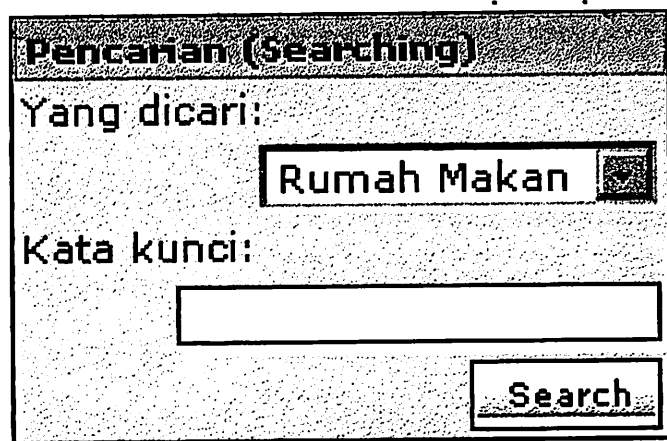 Pencarian (Searching)
Yang dicari:
Rumah Makan
Kata kunci:
Search